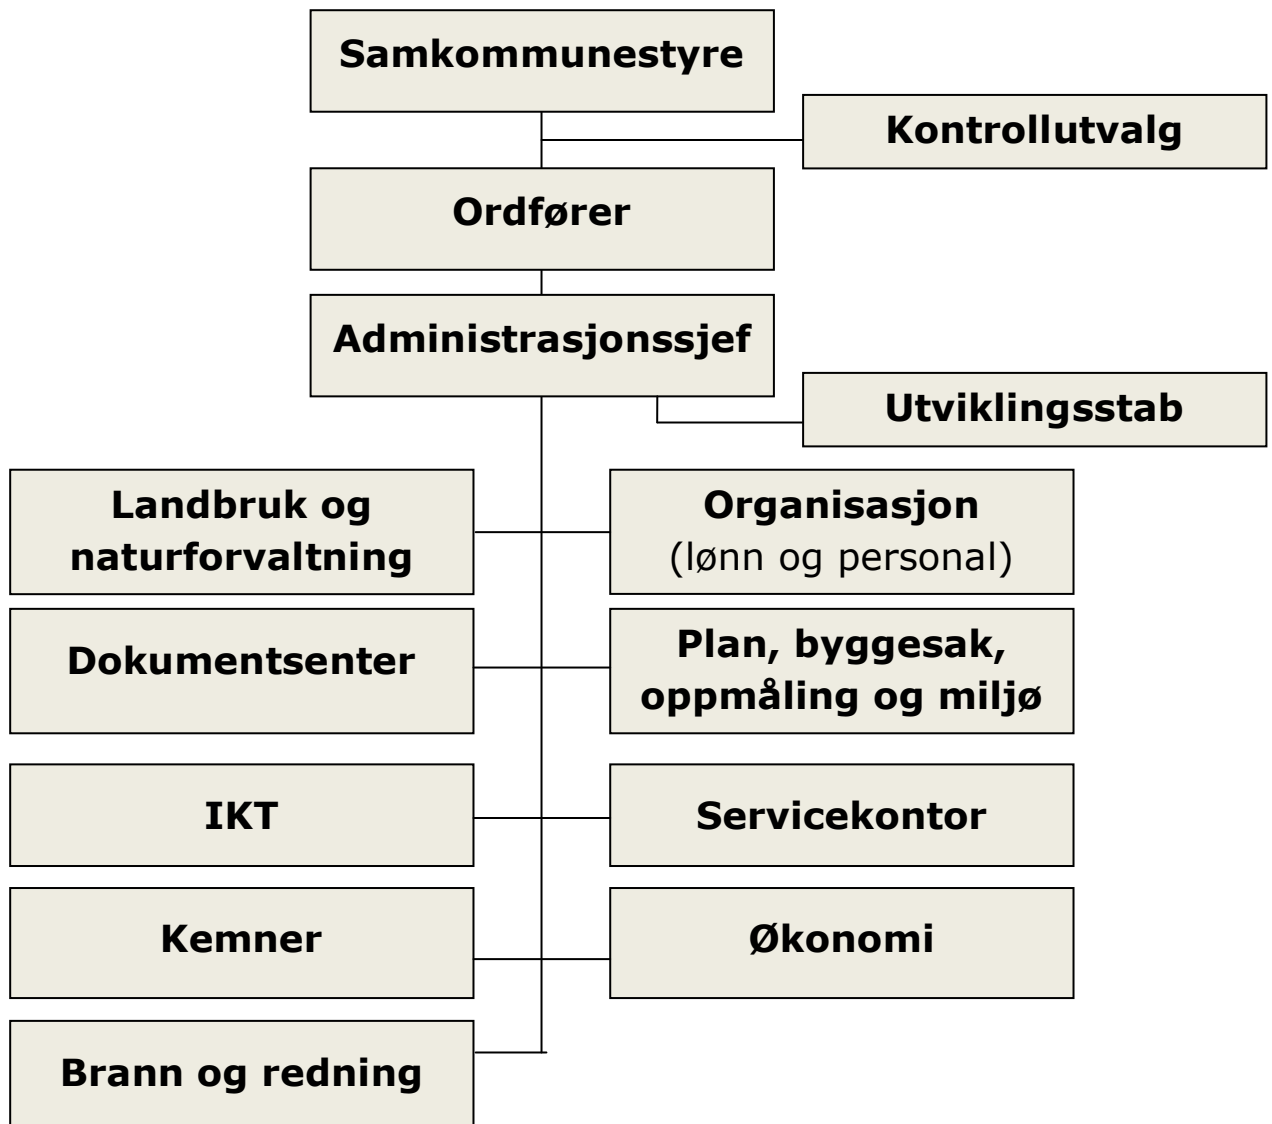 Samkommunestyre
Kontrollutvalg
Ordfører
Administrasjonssjef
Utviklingsstab
Landbruk og
naturforvaltning
Organisasjon
(lønn og personal)
Dokumentsenter
Plan, byggesak,
oppmåling og miljø
IKT
Servicekontor
Kemner
Økonomi
Brann og redning